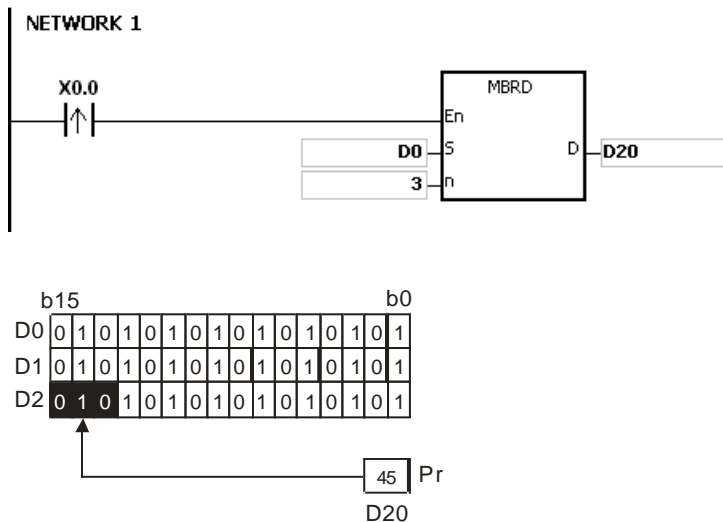 NETWORK 1
X0.0
MBRD
En
D0 S D D20
3 n
b15 b0
D0 0 1 0 1 0 1 0 1 0 1 0 1 0 1 0 1
D1 0 1 0 1 0 1 0 1 0 1 0 1 0 1 0 1
D2 0 1 0 1 0 1 0 1 0 1 0 1 0 1 0 1
45 Pr
D20